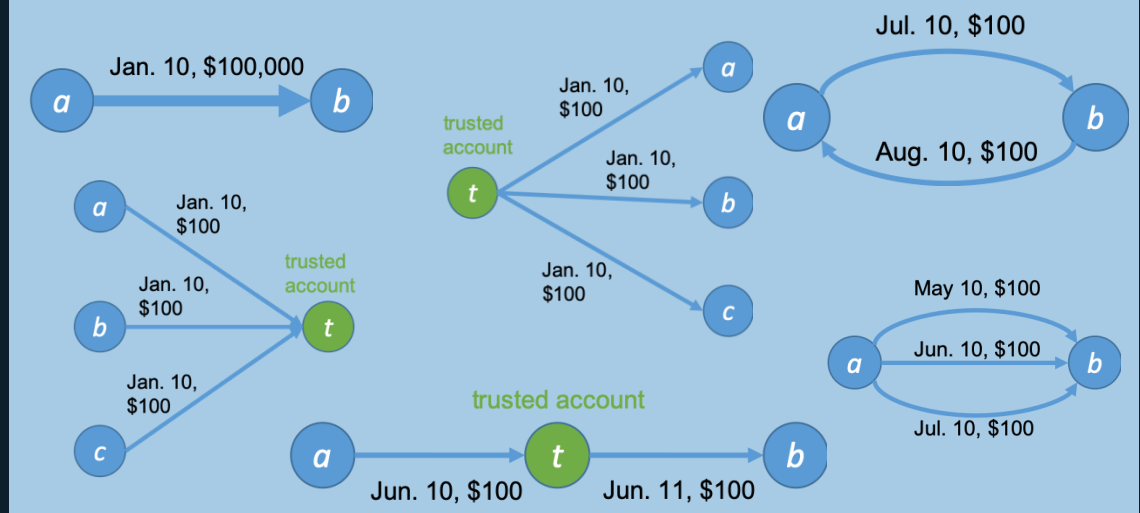 Jan. 10, $100,000
a
b
a
b
c
Jan. 10,
$100
Jan. 10,
$100
Jan. 10,
$100
trusted
account
t
trusted
account
t
Jan. 10,
$100
Jan. 10,
$100
Jan. 10,
$100
a
b
c
Jul. 10, $100
a
b
Aug. 10, $100
May 10, $100
a
Jun. 10, $100
b
Jul. 10, $100
trusted account
a
t
b
Jun. 10, $100
Jun. 11, $100